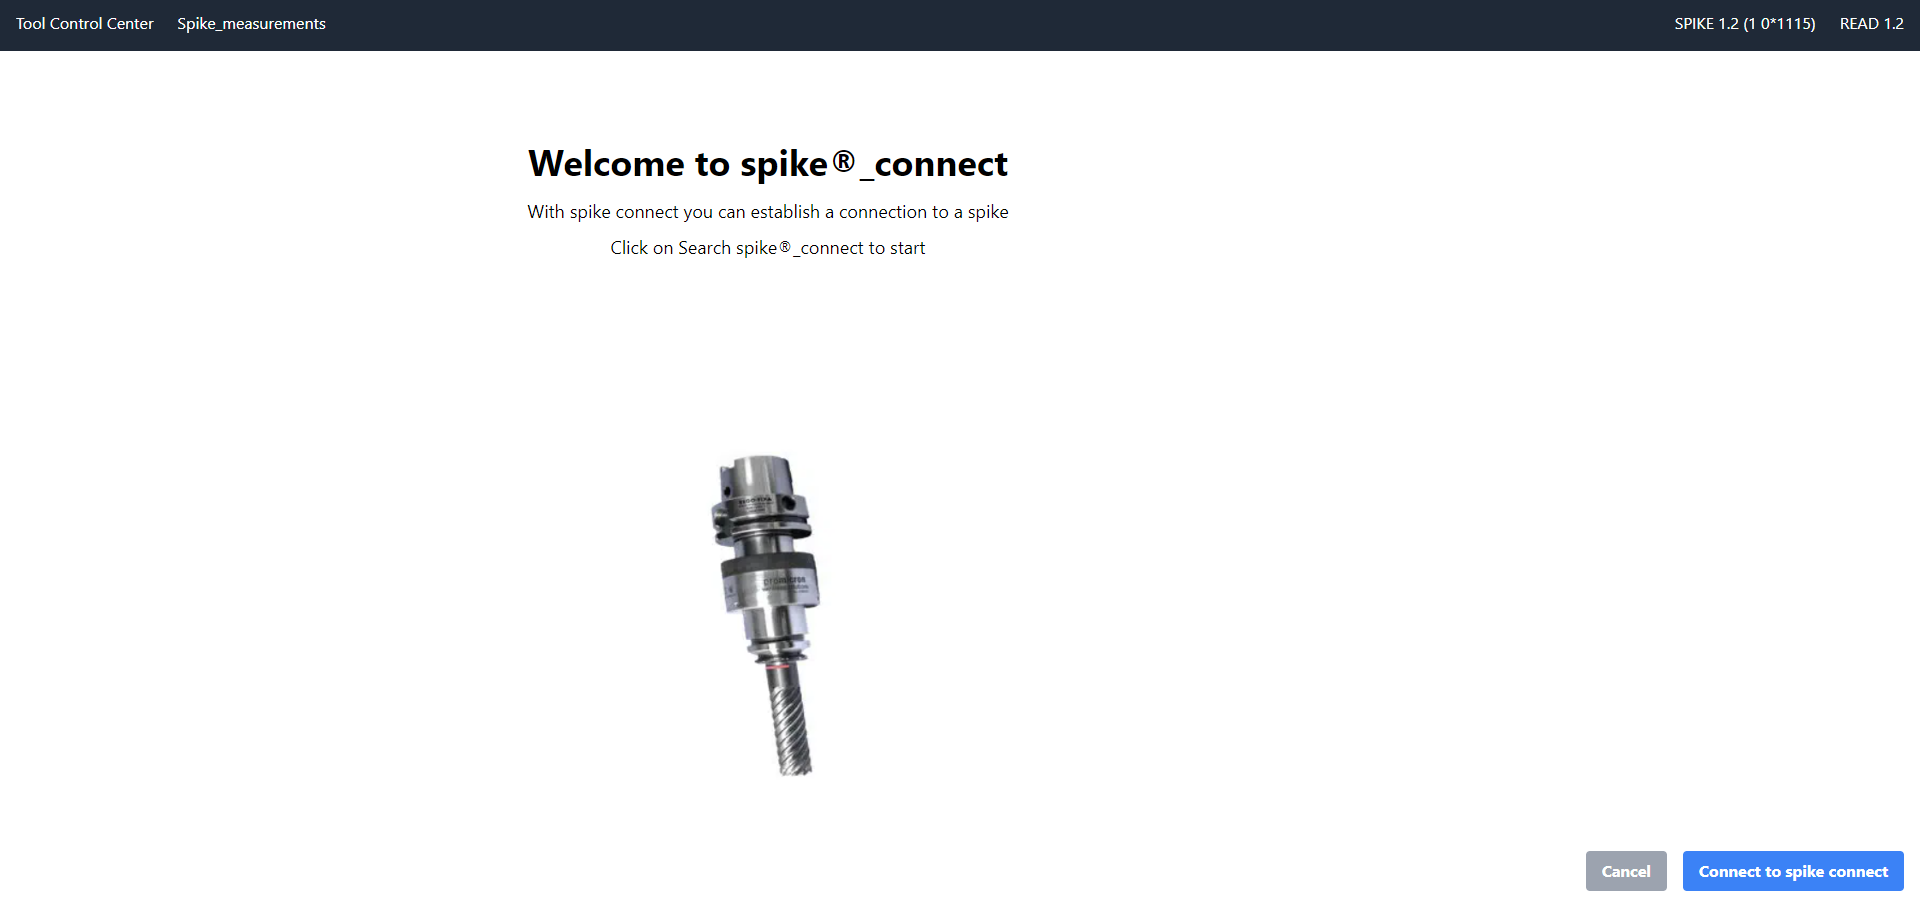 Tool Control Center Spike_measurements SPIKE 1.2 (1 0*1115) READ 1.2
Welcome to spike®_connect
With spike connect you can establish a connection to a spike
Click on Search spike®_connect to start
Cancel Connect to spike connect